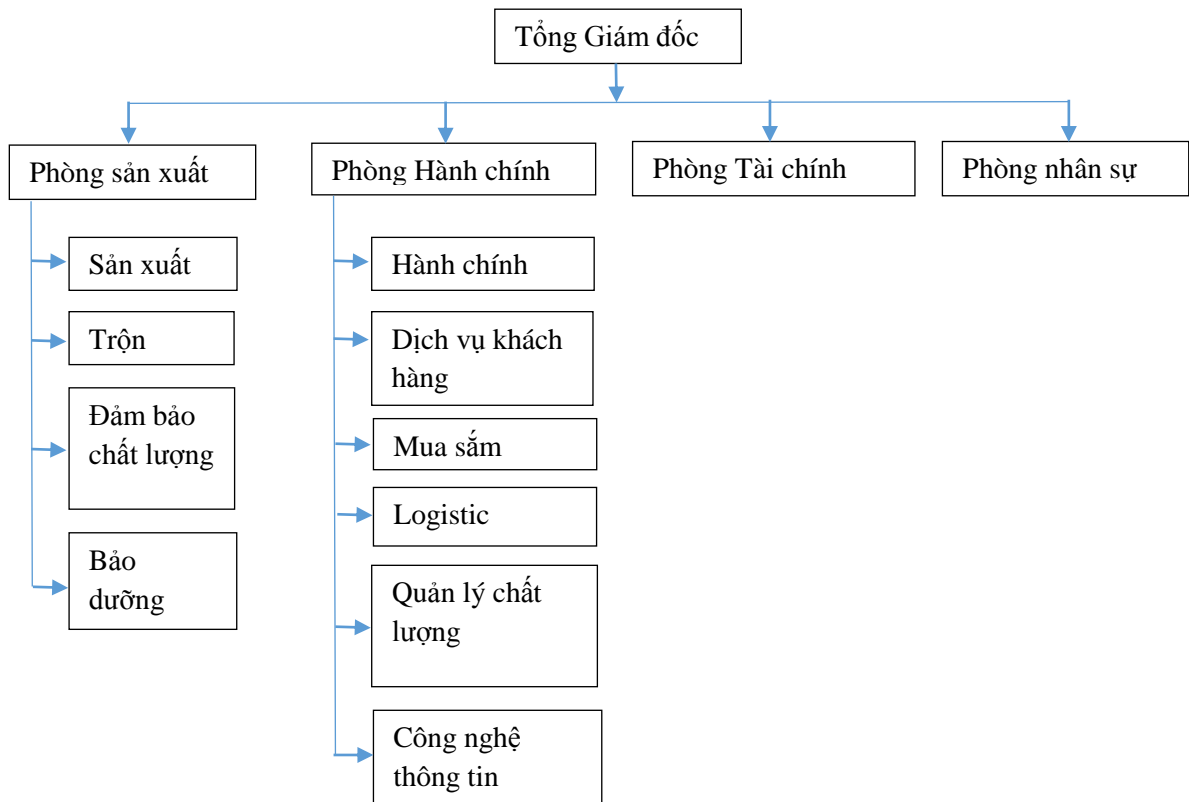 Tổng Giám đốc
Phòng sản xuất
Phòng Hành chính
Phòng Tài chính
Phòng nhân sự
Sản xuất
Trộn
Đảm bảo
chất lượng
Bảo
dưỡng
Hành chính
Dịch vụ khách
hàng
Mua sắm
Logistic
Quản lý chất
lượng
Công nghệ
thông tin